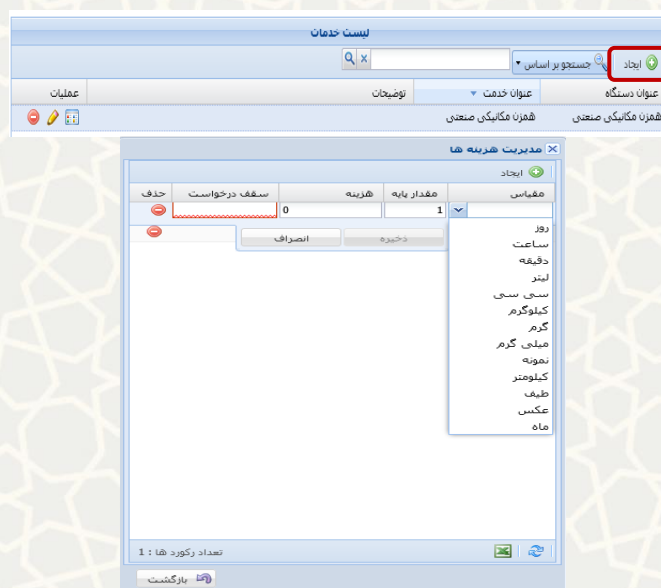 لیست خدمات
ایجاد جستجو بر اساس
عنوان دستگاه عنوان خدمت توضیحات عملیات
همزن مکانیکی صنعتی همزن مکانیکی صنعتی
مدیریت هزینه ها
ایجاد
مقیاس مقدار پایه هزینه سقف درخواست حذف
1 0
ذخیره انصراف
روز
ساعت
دقیقه
لیتر
سی سی
کیلوگرم
گرم
میلی گرم
نمونه
کیلومتر
طیف
عکس
ماه
تعداد رکورد ها : 1
بازگشت